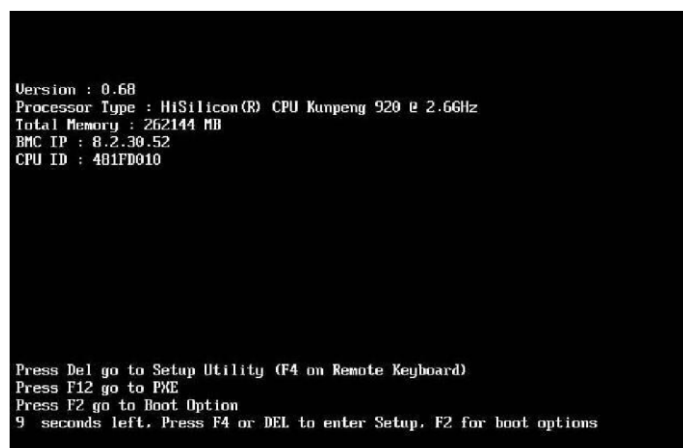 Version : 0.68
Processor Type : HiSilicon(R) CPU Kunpeng 920 @ 2.6GHz
Total Memory : 262144 MB
BMC IP : 8.2.30.52
CPU ID : 481FD010
Press Del go to Setup Utility (F4 on Remote Keyboard)
Press F12 go to PXE
Press F2 go to Boot Option
9 seconds left, Press F4 or DEL to enter Setup, F2 for boot options